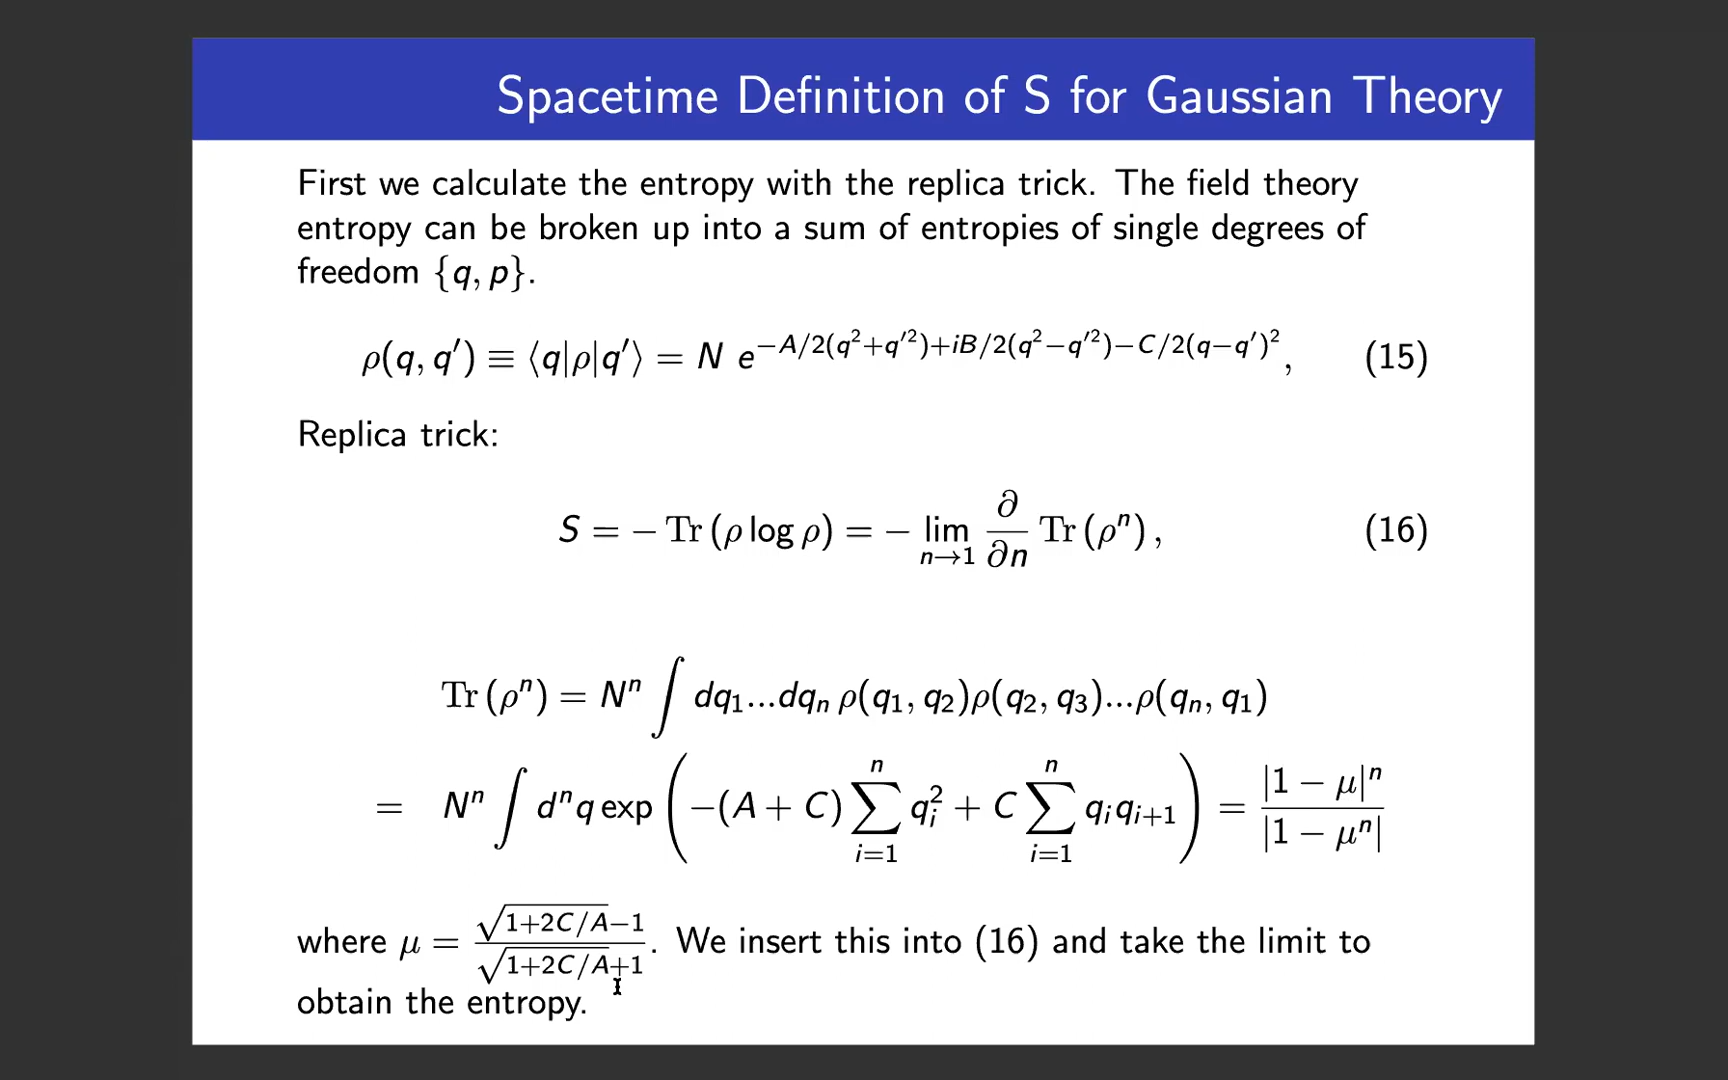 Spacetime Definition of S for Gaussian Theory
First we calculate the entropy with the replica trick. The field theory
entropy can be broken up into a sum of entropies of single degrees of
freedom {q, p}.
ρ(q, q′) ≡ ⟨q|ρ|q′⟩ = N e^{−A/2(q²+q′²)+iB/2(q²−q′²)−C/2(q−q′)²}, (15)
Replica trick:
S = − Tr (ρ log ρ) = − lim_{n→1} ∂/∂n Tr (ρⁿ) , (16)
Tr (ρⁿ) = Nⁿ ∫ dq₁...dqₙ ρ(q₁, q₂)ρ(q₂, q₃)...ρ(qₙ, q₁)
= Nⁿ ∫ dⁿq exp (−(A + C) ∑_{i=1}^{n} q_i² + C ∑_{i=1}^{n} q_i q_{i+1}) = |1 − μ|ⁿ / |1 − μⁿ|
where μ = (√(1+2C/A)−1)/(√(1+2C/A)+1). We insert this into (16) and take the limit to
obtain the entropy.